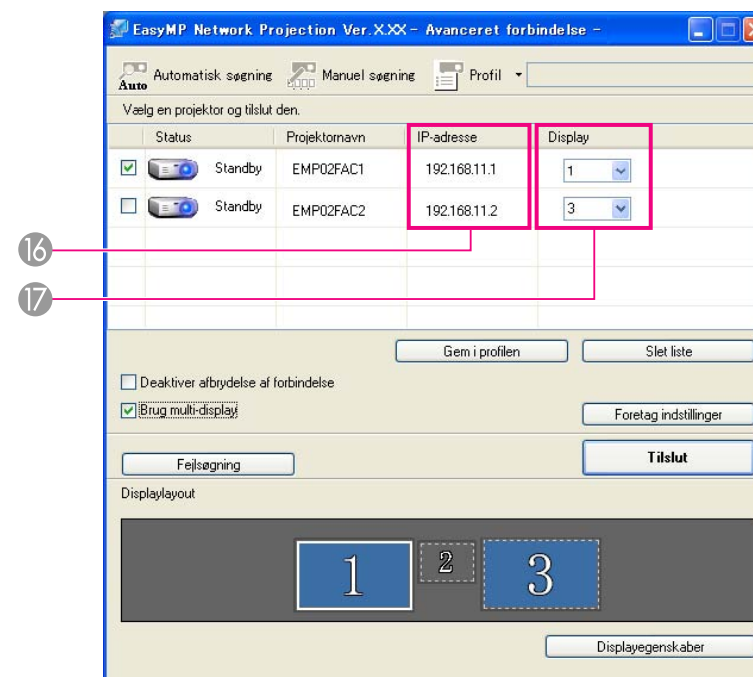 EasyMP Network Projection Ver.X.XX - Avanceret forbindelse -
Auto Automatisk søgning Manuel søgning Profil
Vælg en projektor og tilslut den.
Status Projektornavn IP-adresse Display
Standby EMP02FAC1 192.168.11.1 1
Standby EMP02FAC2 192.168.11.2 3
16
17
Gem i profilen Slet liste
Deaktiver afbrydelse af forbindelse
Brug multi-display
Foretag indstillinger
Fejlsøgning Tilslut
Displaylayout
1 2 3
Displayegenskaber